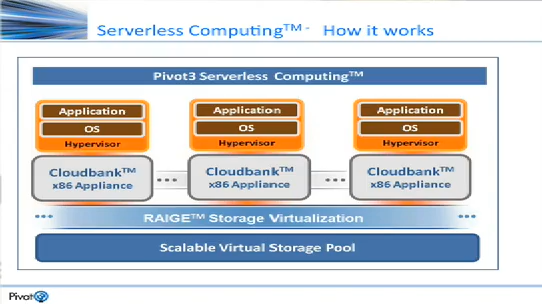 Serverless Computing™ - How it works
Pivot3 Serverless Computing™
Application Application Application
OS OS OS
Hypervisor Hypervisor Hypervisor
Cloudbank™ Cloudbank™ Cloudbank™
x86 Appliance x86 Appliance x86 Appliance
RAIGE™ Storage Virtualization
Scalable Virtual Storage Pool
Pivot3